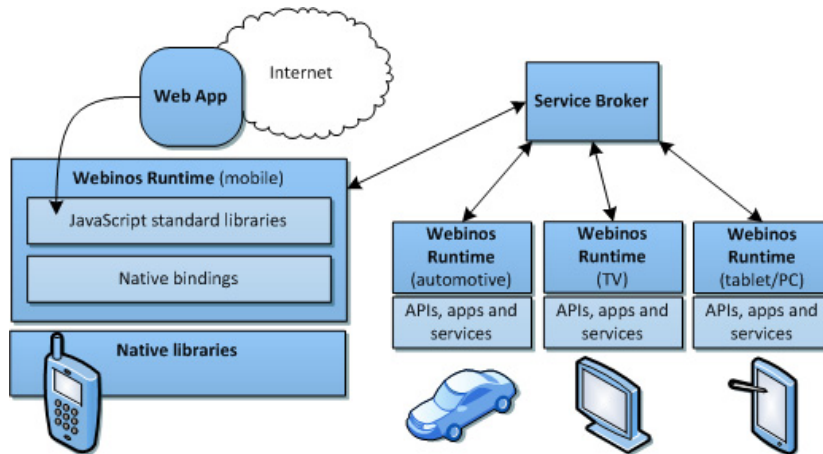 Internet
Web App
Service Broker
Webinos Runtime (mobile)
JavaScript standard libraries
Native bindings
Native libraries
Webinos
Runtime
(automotive)
APIs, apps and
services
Webinos
Runtime
(TV)
APIs, apps and
services
Webinos
Runtime
(tablet/PC)
APIs, apps and
services